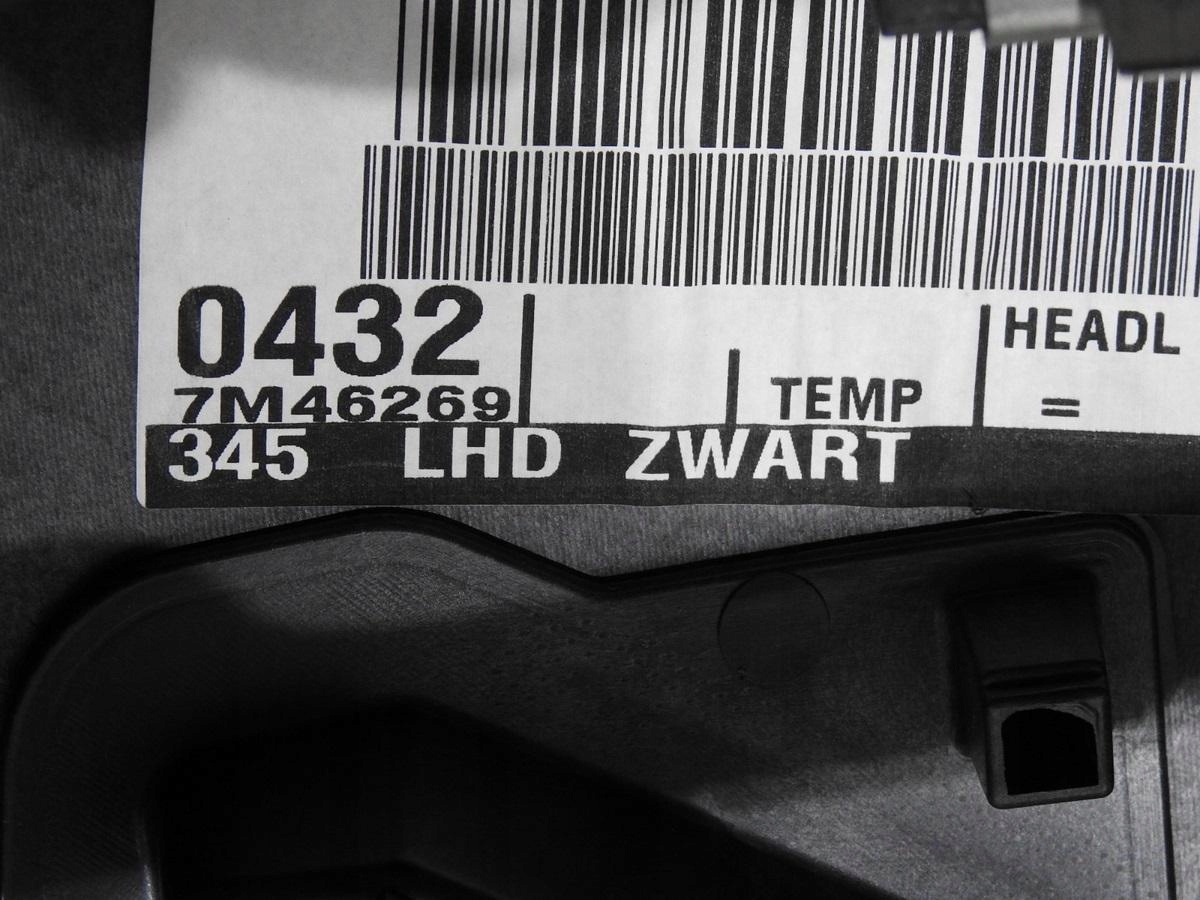 0432
7M46269
TEMP
HEADL
=
345 LHD ZWART